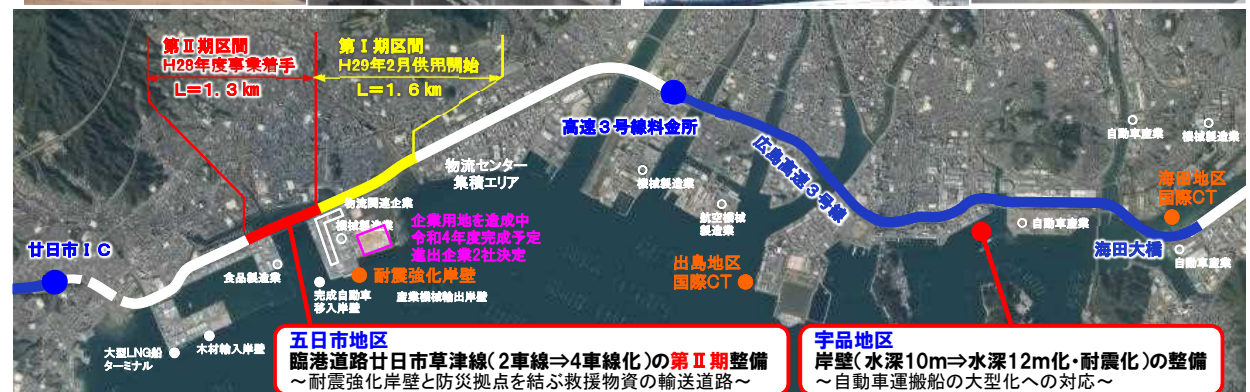 第Ⅱ期区間
H28年度事業着手
L=1.3㎞
第Ⅰ期区間
H29年2月供用開始
L=1.6㎞
高速3号線料金所
広島高速3号線
物流センター
集積エリア
物流関連企業
機械製造業
企業用地を造成中
令和4年度完成予定
進出企業2社決定
耐震強化岸壁
産業機械輸出岸壁
完成自動車
移入岸壁
食品製造業
廿日市IC
大型LNG船
ターミナル
木材輸入岸壁
機械製造業
航空機械
製造業
出島地区
国際CT
自動車産業
機械製造業
海田地区
国際CT
自動車産業
海田大橋
自動車産業
五日市地区
臨港道路廿日市草津線(2車線⇒4車線化)の第Ⅱ期整備
~耐震強化岸壁と防災拠点を結ぶ救援物資の輸送道路~
宇品地区
岸壁(水深10m⇒水深12m化・耐震化)の整備
~自動車運搬船の大型化への対応~